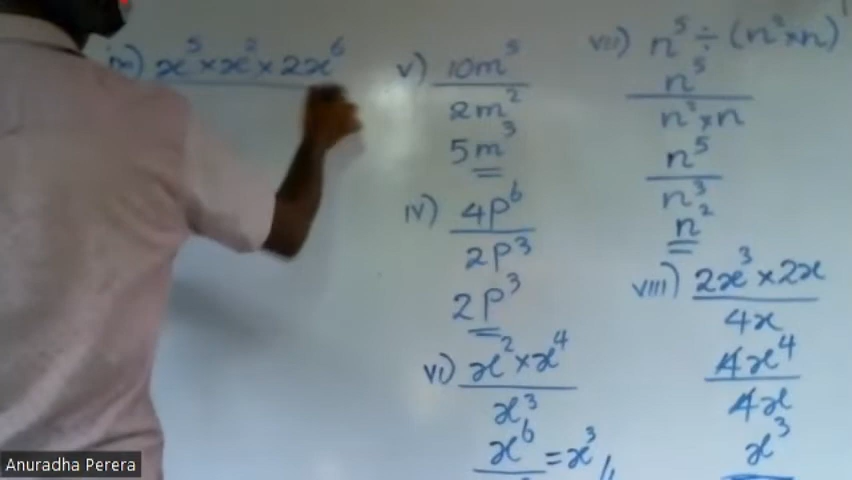 ix) x⁵ × x² × 2x⁶
v) 10m⁵
2m²
5m³
iv) 4p⁶
2p³
2p³
vi) x² × x⁴
x³
x⁶ = x³ //
vii) n⁵ ÷ (n² × n)
n⁵
n² × n
n⁵
n³
n²
viii) 2x³ × 2x
4x
4x⁴
4x
x³
Anuradha Perera